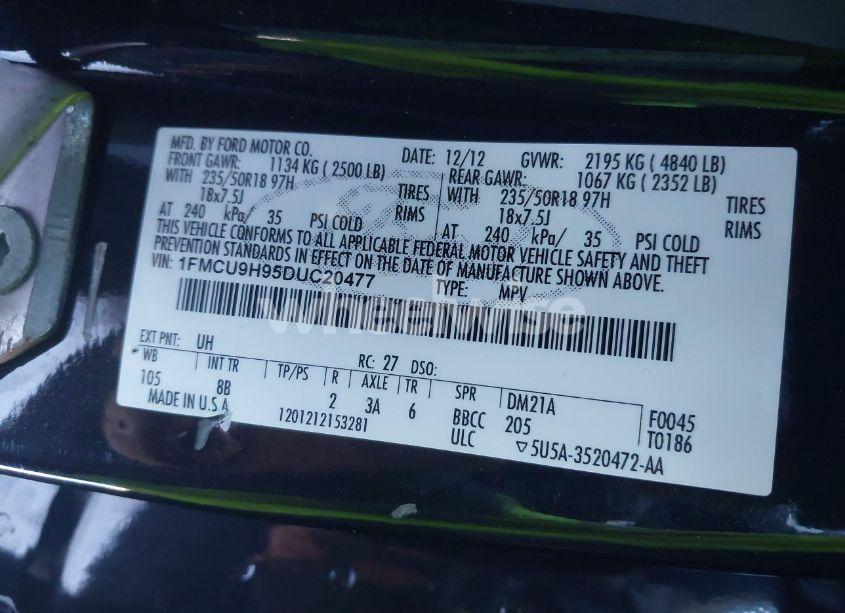 MFD. BY FORD MOTOR CO. DATE: 12/12 GVWR: 2195 KG ( 4840 LB)
FRONT GAWR: 1134 KG ( 2500 LB) REAR GAWR: 1067 KG ( 2352 LB)
WITH 235/50R18 97H TIRES WITH 235/50R18 97H TIRES
18x7.5J RIMS 18x7.5J RIMS
AT 240 kPa/ 35 PSI COLD AT 240 kPa/ 35 PSI COLD
THIS VEHICLE CONFORMS TO ALL APPLICABLE FEDERAL MOTOR VEHICLE SAFETY AND THEFT
PREVENTION STANDARDS IN EFFECT ON THE DATE OF MANUFACTURE SHOWN ABOVE.
VIN: 1FMCU9H95DUC20477 TYPE: MPV
wheelwise
EXT PNT: UH RC: 27 DSO:
WB INT TR TP/PS R AXLE TR SPR DM21A F0045
105 8B 2 3A 6 BBCC 205 T0186
MADE IN U.S.A. 1201212153281 ULC ▽5U5A-3520472-AA